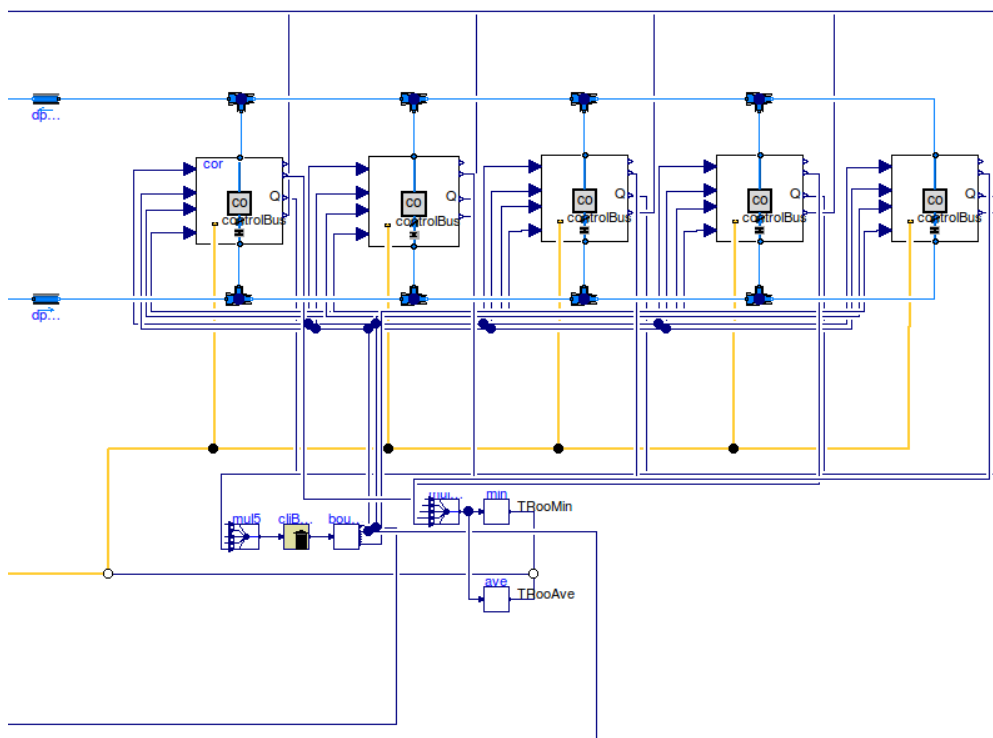 dp...
cor
Q
Q
Q
Q
CO
CO
CO
CO
CO
controlBus
controlBus
controlBus
controlBus
controlBus
dp...
min
TRooMin
mul5
cliB...
bou...
ave
TRooAve